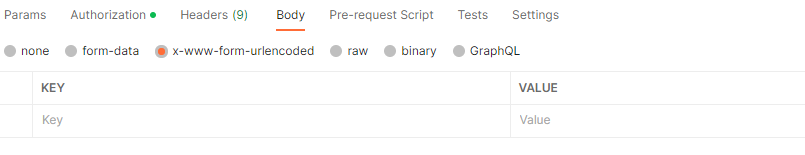 Params Authorization Headers (9) Body Pre-request Script Tests Settings
none form-data x-www-form-urlencoded raw binary GraphQL
KEY VALUE
Key Value